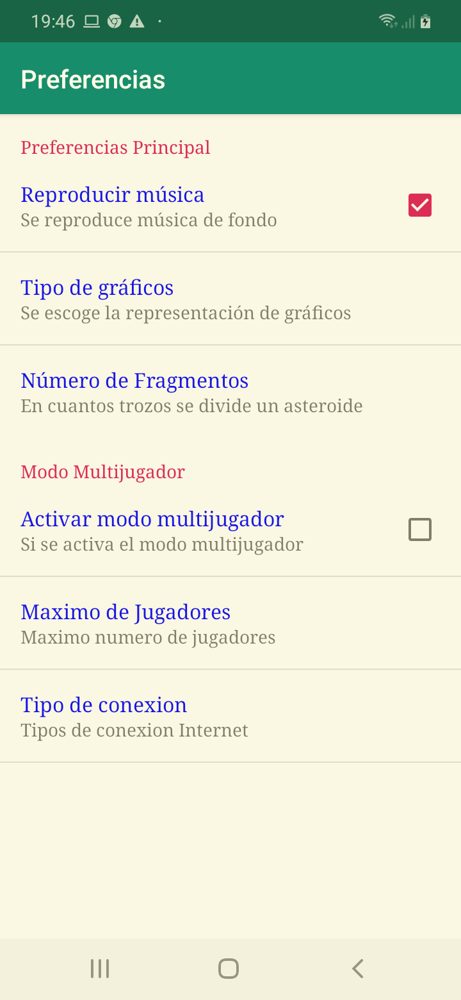 19:46
Preferencias
Preferencias Principal
Reproducir música
Se reproduce música de fondo
Tipo de gráficos
Se escoge la representación de gráficos
Número de Fragmentos
En cuantos trozos se divide un asteroide
Modo Multijugador
Activar modo multijugador
Si se activa el modo multijugador
Maximo de Jugadores
Maximo numero de jugadores
Tipo de conexion
Tipos de conexion Internet